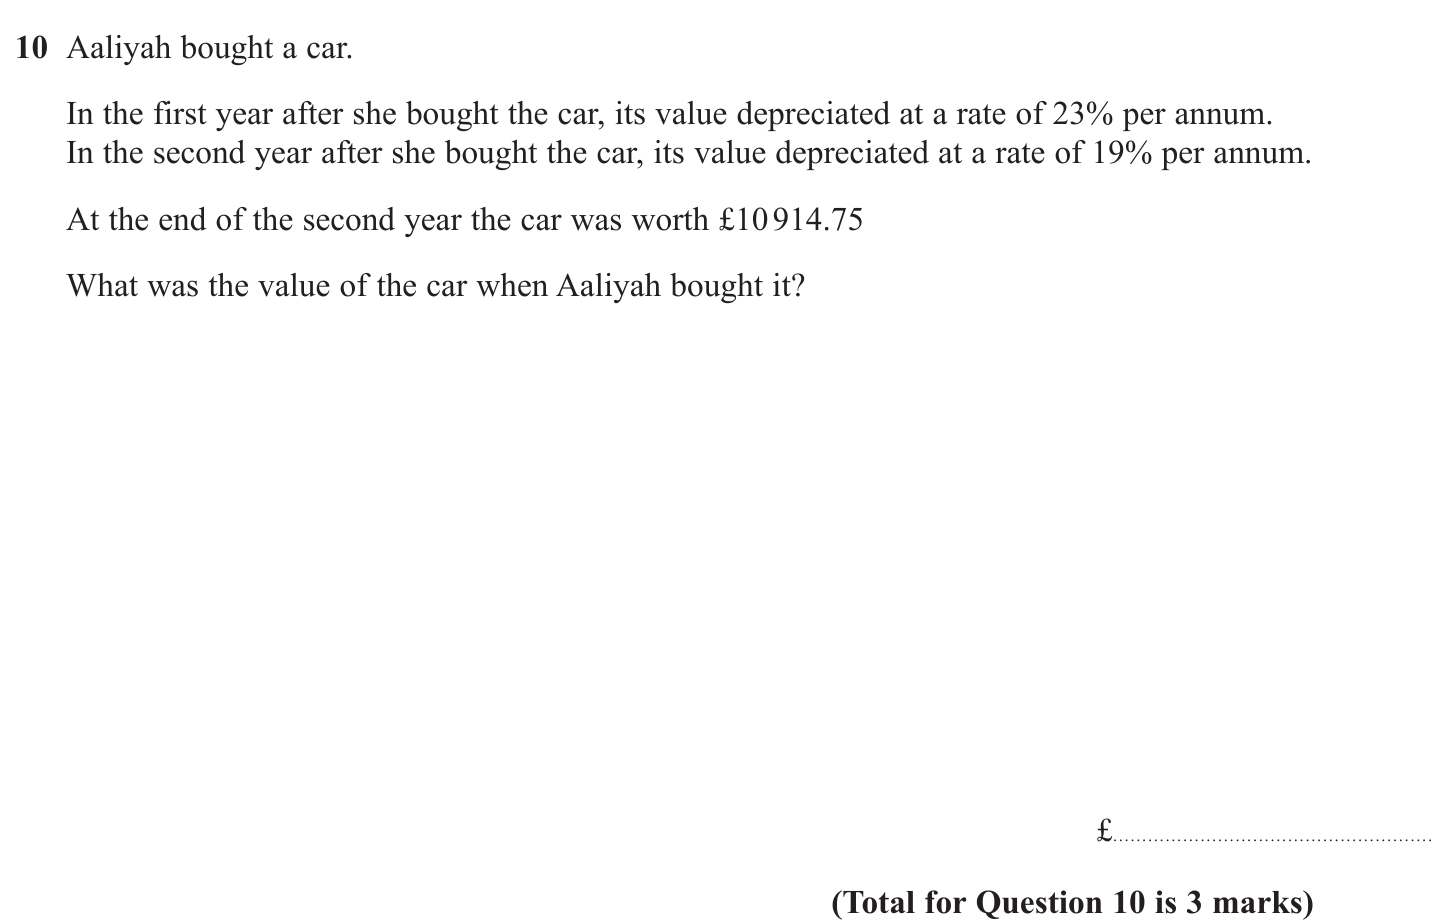 10 Aaliyah bought a car.
In the first year after she bought the car, its value depreciated at a rate of 23% per annum.
In the second year after she bought the car, its value depreciated at a rate of 19% per annum.
At the end of the second year the car was worth £10 914.75
What was the value of the car when Aaliyah bought it?
£......................................................
(Total for Question 10 is 3 marks)